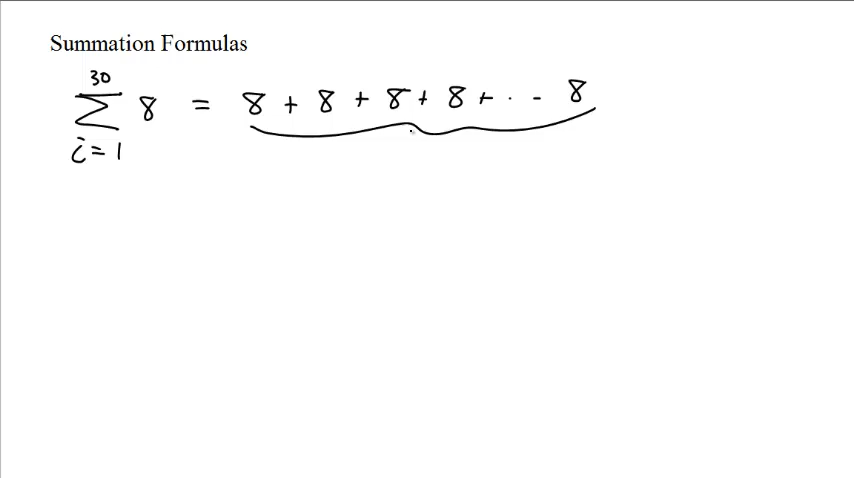 Summation Formulas
30
∑ 8 = 8 + 8 + 8 + 8 + . . - 8
i = 1